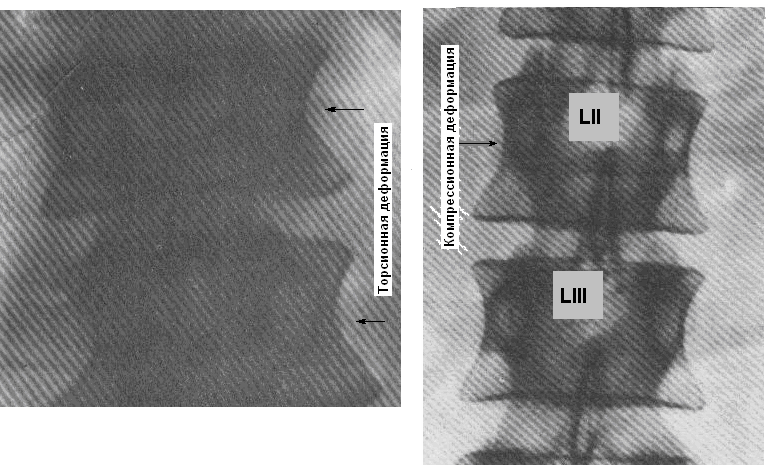 Торсионная деформация
Компрессионная деформация
LII
LIII